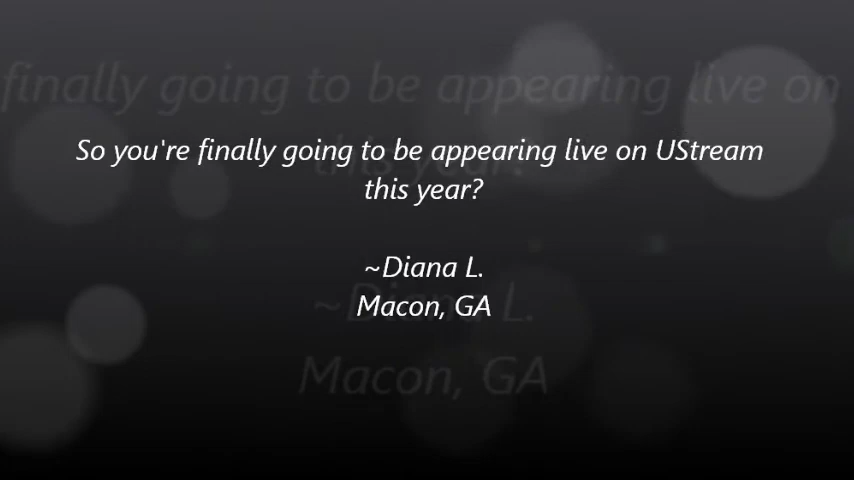 So you're finally going to be appearing live on UStream
this year?
~Diana L.
Macon, GA